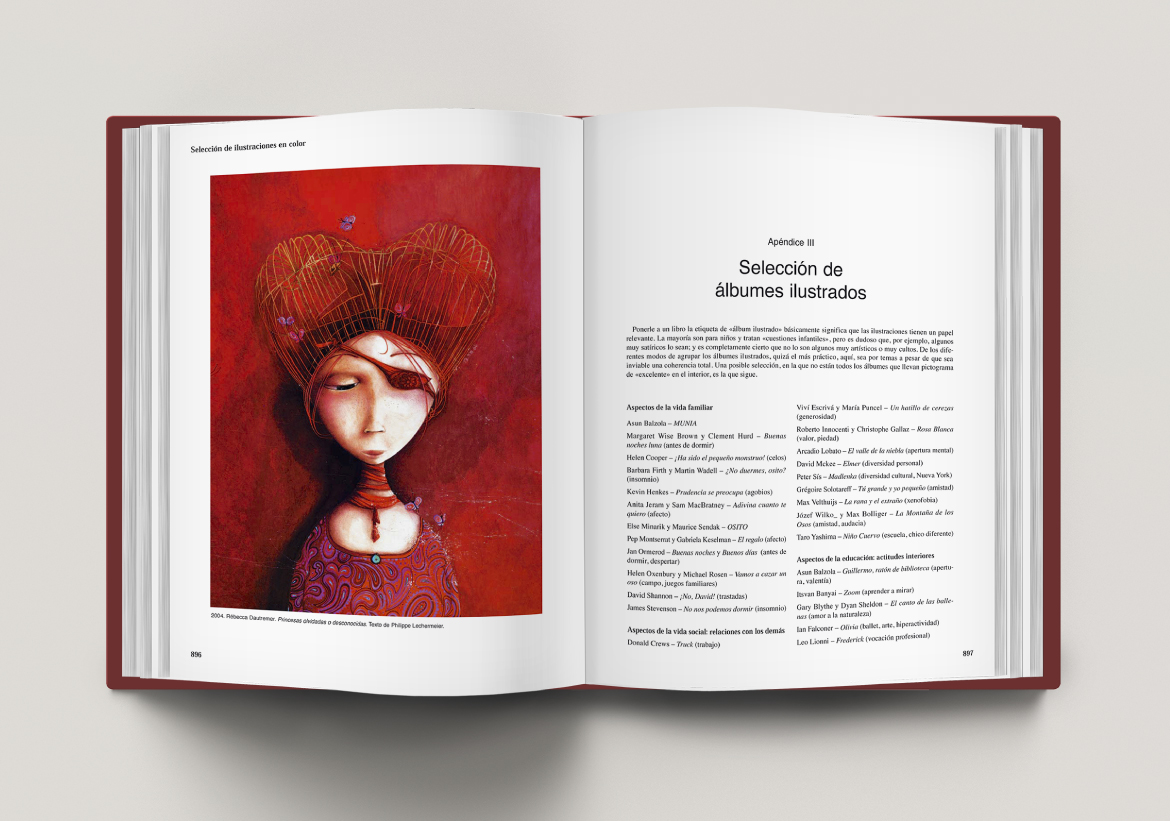 Selección de ilustraciones en color
2004. Rébecca Dautremer. Princesas olvidadas o desconocidas. Texto de Philippe Lechermeier.
896
Apéndice III
Selección de
álbumes ilustrados
Ponerle a un libro la etiqueta de «álbum ilustrado» básicamente significa que las ilustraciones tienen un papel
relevante. La mayoría son para niños y tratan «cuestiones infantiles», pero es dudoso que, por ejemplo, algunos
muy satíricos lo sean; y es completamente cierto que no lo son algunos muy artísticos o muy cultos. De los dife-
rentes modos de agrupar los álbumes ilustrados, quizá el más práctico, aquí, sea por temas a pesar de que sea
inviable una coherencia total. Una posible selección, en la que no están todos los álbumes que llevan pictograma
de «excelente» en el interior, es la que sigue.
Aspectos de la vida familiar
Asun Balzola – MUNIA
Margaret Wise Brown y Clement Hurd – Buenas
noches luna (antes de dormir)
Helen Cooper – ¡Ha sido el pequeño monstruo! (celos)
Barbara Firth y Martin Wadell – ¿No duermes, osito?
(insomnio)
Kevin Henkes – Prudencia se preocupa (agobios)
Anita Jeram y Sam MacBratney – Adivina cuanto te
quiero (afecto)
Else Minarik y Maurice Sendak – OSITO
Pep Montserrat y Gabriela Keselman – El regalo (afecto)
Jan Ormerod – Buenas noches y Buenos días (antes de
dormir, despertar)
Helen Oxenbury y Michael Rosen – Vamos a cazar un
oso (campo, juegos familiares)
David Shannon – ¡No, David! (trastadas)
James Stevenson – No nos podemos dormir (insomnio)
Aspectos de la vida social: relaciones con los demás
Donald Crews – Truck (trabajo)
Viví Escrivá y María Puncel – Un hatillo de cerezas
(generosidad)
Roberto Innocenti y Christophe Gallaz – Rosa Blanca
(valor, piedad)
Arcadio Lobato – El valle de la niebla (apertura mental)
David Mckee – Elmer (diversidad personal)
Peter Sís – Madlenka (diversidad cultural, Nueva York)
Grégoire Solotareff – Tú grande y yo pequeño (amistad)
Max Velthuijs – La rana y el extraño (xenofobia)
Józef Wilko_ y Max Bolliger – La Montaña de los
Osos (amistad, audacia)
Taro Yashima – Niño Cuervo (escuela, chico diferente)
Aspectos de la educación: actitudes interiores
Asun Balzola – Guillermo, ratón de biblioteca (apertu-
ra, valentía)
Itsvan Banyai – Zoom (aprender a mirar)
Gary Blythe y Dyan Sheldon – El canto de las balle-
nas (amor a la naturaleza)
Ian Falconer – Olivia (ballet, arte, hiperactividad)
Leo Lionni – Frederick (vocación profesional)
897